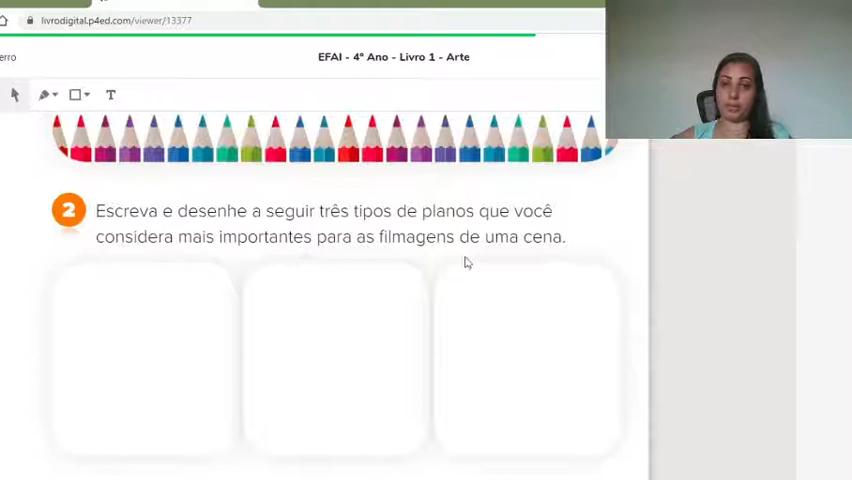 livrodigital.p4ed.com/viewer/13377
erro
EFAI - 4º Ano - Livro 1 - Arte
T
2
Escreva e desenhe a seguir três tipos de planos que você
considera mais importantes para as filmagens de uma cena.